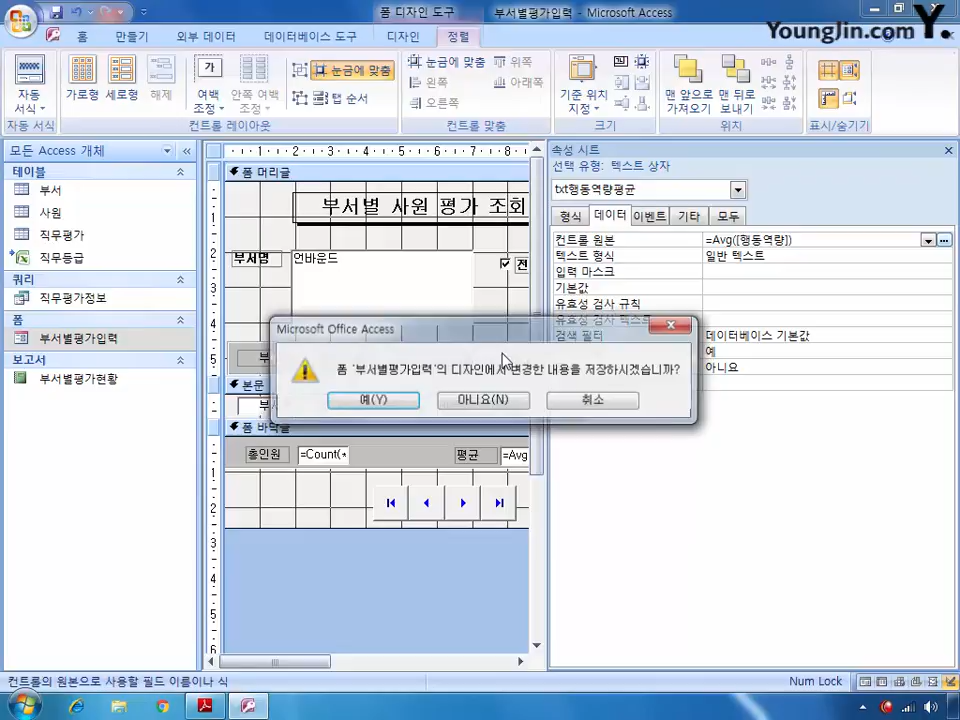 폼 디자인 도구 부서별평가입력 - Microsoft Access
YoungJin.com Y.
홈 만들기 외부 데이터 데이터베이스 도구 디자인 정렬
자동 서식 가로형 세로형 해제 여백 조정 안쪽 여백 조정 눈금에 맞춤 탭 순서 눈금에 맞춤 왼쪽 오른쪽 위쪽 아래쪽 기준 위치 지정 맨 앞으로 가져오기 맨 뒤로 보내기
자동 서식 컨트롤 레이아웃 컨트롤 맞춤 크기 위치 표시/숨기기
모든 Access 개체
테이블
부서
사원
직무평가
직무등급
쿼리
직무평가정보
폼
부서별평가입력
보고서
부서별평가현황
1 2 3 4 5 6 7 8
폼 머리글
부서별 사원 평가 조회
부서명 언바운드 전
본문
폼 바닥글
총인원 =Count(* 평균 =Avg
속성 시트
선택 유형: 텍스트 상자
txt행동역량평균
형식 데이터 이벤트 기타 모두
컨트롤 원본 =Avg([행동역량])
텍스트 형식 일반 텍스트
입력 마스크
기본값
유효성 검사 규칙
유효성 검사 텍스트
검색 필터 데이터베이스 기본값
예
아니요
Microsoft Office Access
폼 '부서별평가입력'의 디자인에서 변경한 내용을 저장하시겠습니까?
예(Y) 아니요(N) 취소
컨트롤의 원본으로 사용할 필드 이름이나 식
Num Lock